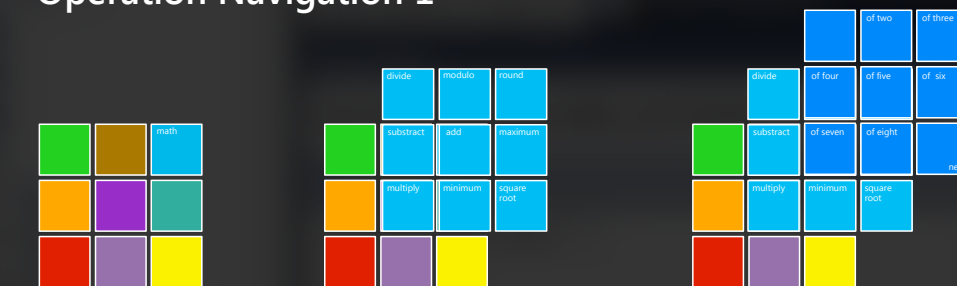 Operation Navigation 1
math
divide modulo round
substract add maximum
multiply minimum square
root
of two of three
divide of four of five of six
substract of seven of eight
multiply minimum square
root